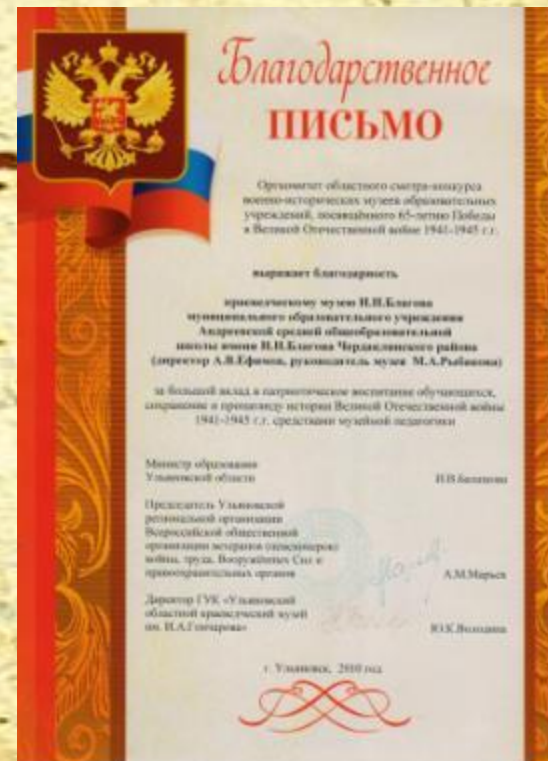 Благодарственное
ПИСЬМО
Оргкомитет областного смотра-конкурса
военно-исторических музеев образовательных
учреждений, посвящённого 65-летию Победы
в Великой Отечественной войне 1941-1945 г.г.
выражает благодарность
краеведческому музею И.И.Благова
муниципального образовательного учреждения
Андреевской средней общеобразовательной
школы имени И.И.Благова Чердаклинского района
(директор А.В.Ефимов, руководитель музея М.А.Рыбакова)
за большой вклад в патриотическое воспитание обучающихся,
сохранение и пропаганду истории Великой Отечественной войны
1941-1945 г.г. средствами музейной педагогики
Министр образования
Ульяновской области
Председатель Ульяновской
региональной организации
Всероссийской общественной
организации ветеранов (пенсионеров)
войны, труда, Вооружённых Сил и
правоохранительных органов
А.М.Марьев
Директор ГУК «Ульяновский
областной краеведческий музей
им. И.А.Гончарова»
Ю.К.Володина
г. Ульяновск, 2010 год